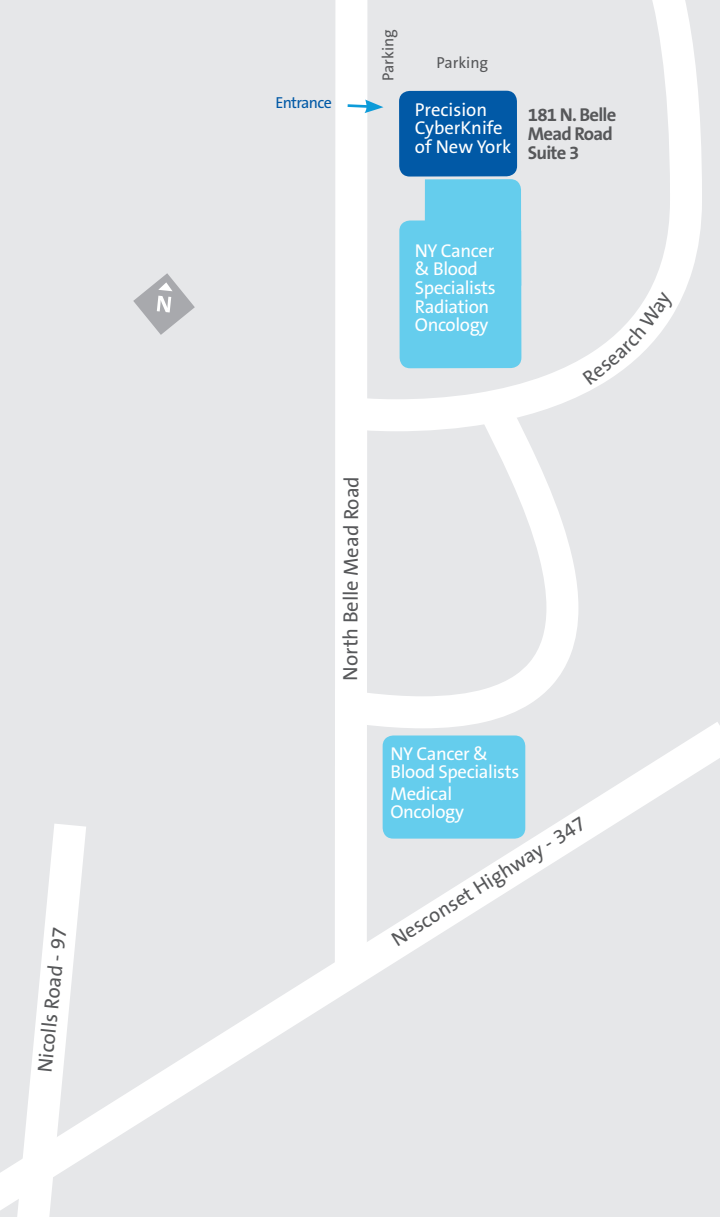 Parking
Parking
Entrance
Precision
CyberKnife
of New York
181 N. Belle
Mead Road
Suite 3
NY Cancer
& Blood
Specialists
Radiation
Oncology
N
Research Way
North Belle Mead Road
NY Cancer &
Blood Specialists
Medical
Oncology
Nesconset Highway - 347
Nicolls Road - 97